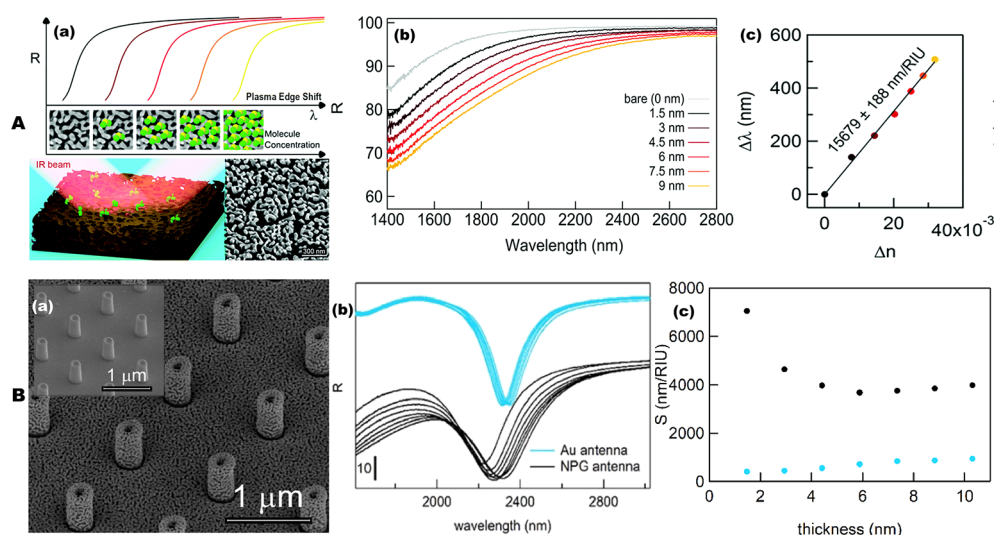 A
(a)
R
Plasma Edge Shift
λ
Molecule
Concentration
IR beam
300 nm
(b)
R
100
90
80
70
60
bare (0 nm)
1.5 nm
3 nm
4.5 nm
6 nm
7.5 nm
9 nm
1400 1600 1800 2000 2200 2400 2600 2800
Wavelength (nm)
(c)
Δλ (nm)
600
400
200
0
15679 ± 188 nm/RIU
0 20 40x10⁻³
Δn
B
(a)
1 μm
1 μm
(b)
R
10
Au antenna
NPG antenna
2000 2400 2800
wavelength (nm)
(c)
S (nm/RIU)
8000
6000
4000
2000
0
0 2 4 6 8 10
thickness (nm)